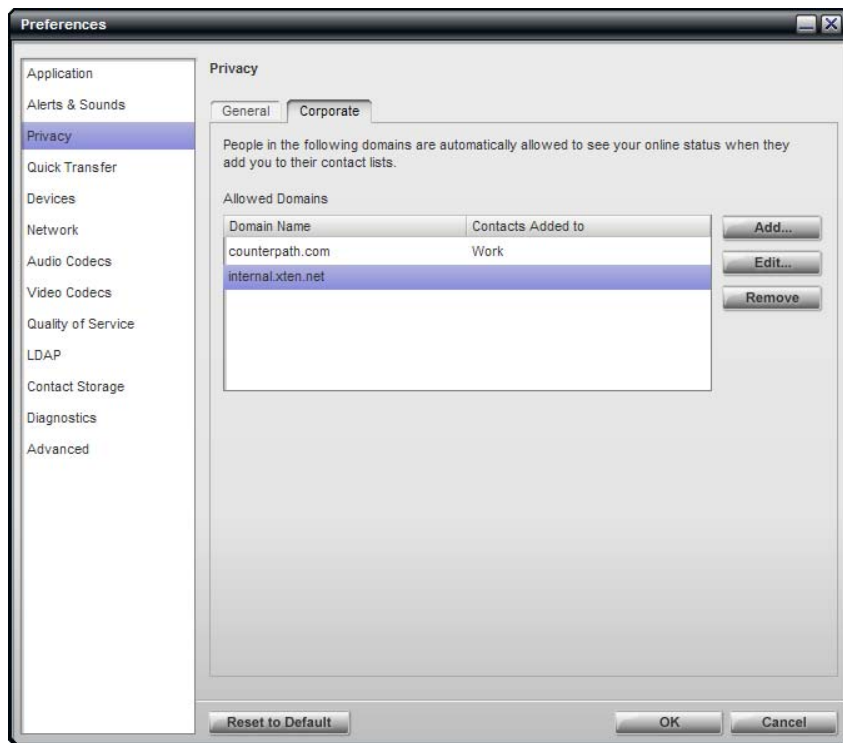 Preferences
Application
Alerts & Sounds
Privacy
Quick Transfer
Devices
Network
Audio Codecs
Video Codecs
Quality of Service
LDAP
Contact Storage
Diagnostics
Advanced
Privacy
General Corporate
People in the following domains are automatically allowed to see your online status when they
add you to their contact lists.
Allowed Domains
Domain Name Contacts Added to
counterpath.com Work
internal.xten.net
Add...
Edit...
Remove
Reset to Default OK Cancel